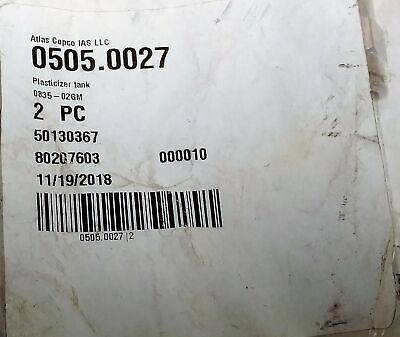 Atlas Copco IAS LLC
0505.0027
Plasticizer tank
0835-02GM
2 PC
50130367
80207603 000010
11/19/2018
0505.0027|2